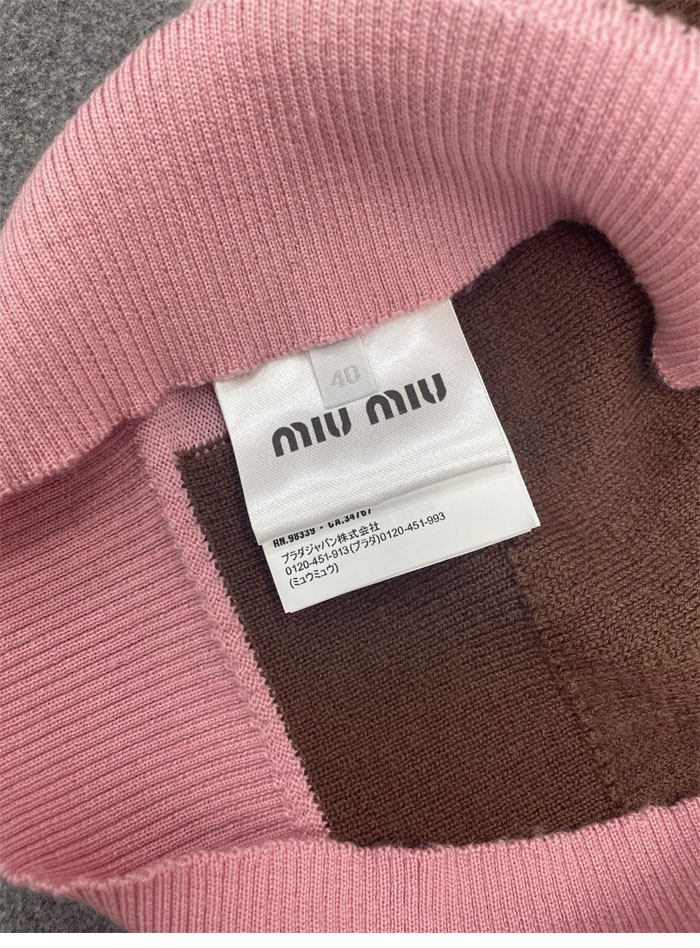 40
miu miu
RN.98339 - CA.34767
プラダジャパン株式会社
0120-451-913(プラダ)0120-451-993
(ミュウミュウ)